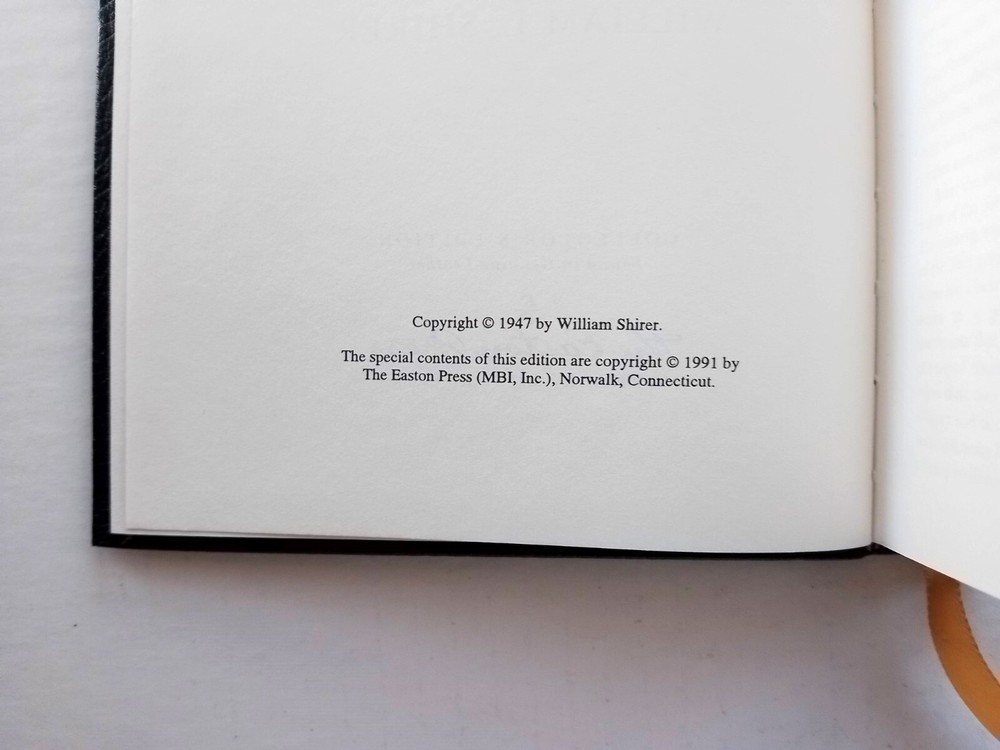 Copyright © 1947 by William Shirer.
The special contents of this edition are copyright © 1991 by
The Easton Press (MBI, Inc.), Norwalk, Connecticut.